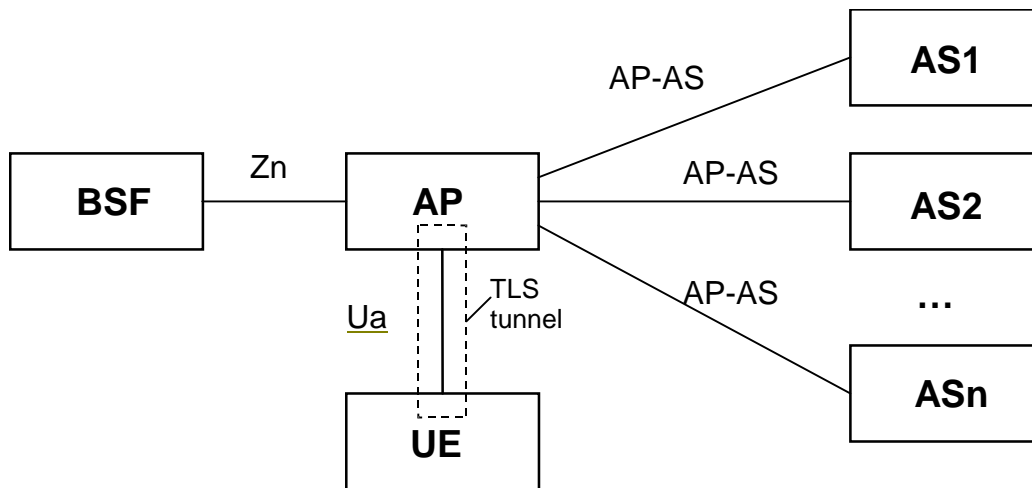 AS1
AP-AS
Zn
BSF
AP
AP-AS
AS2
TLS
tunnel
Ua
AP-AS
...
ASn
UE